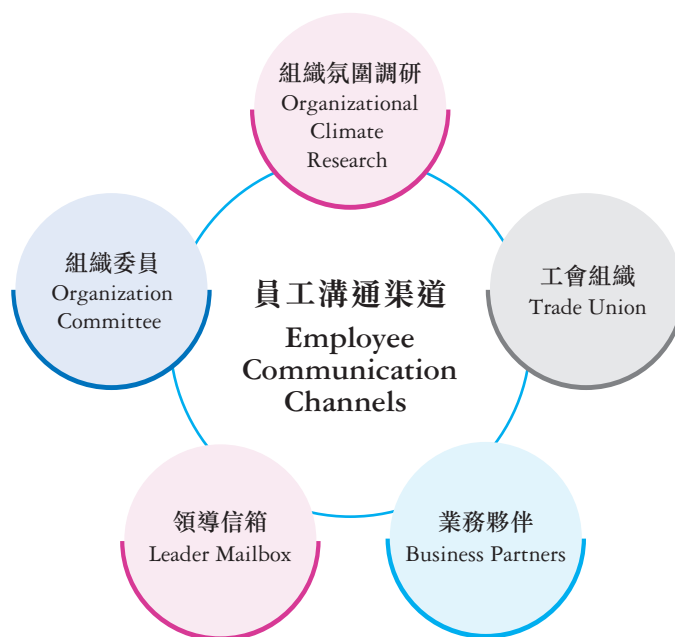 組織氛圍調研
Organizational
Climate
Research
組織委員
Organization
Committee
工會組織
Trade Union
員工溝通渠道
Employee
Communication
Channels
領導信箱
Leader Mailbox
業務夥伴
Business Partners